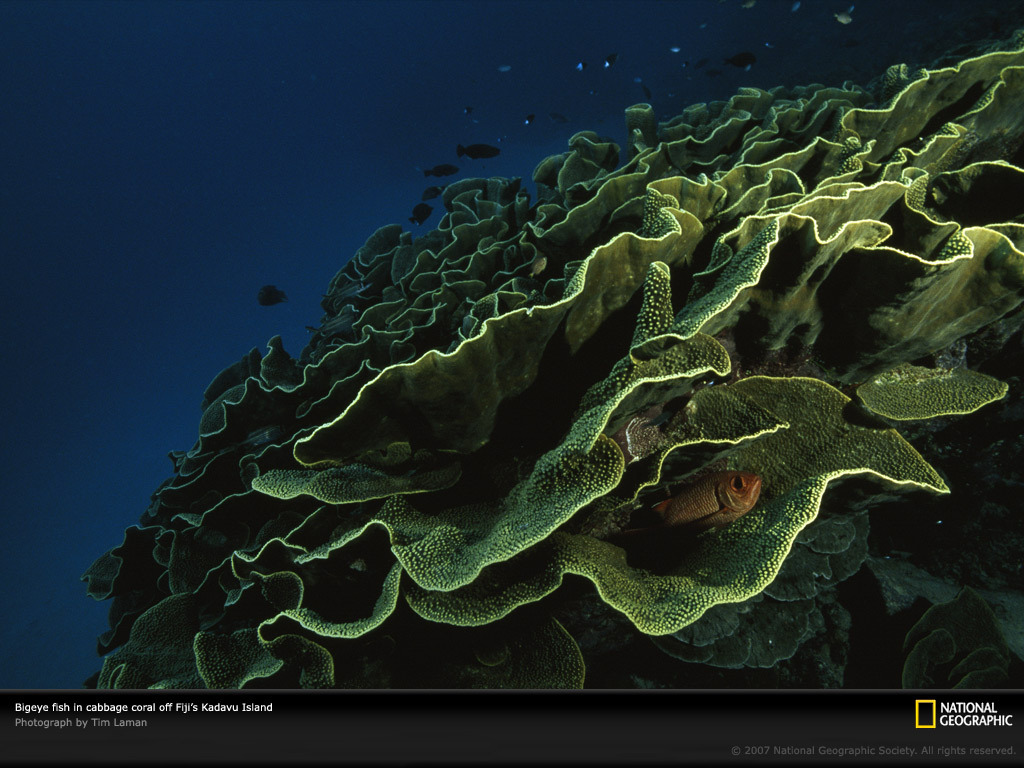 Bigeye fish in cabbage coral off Fiji's Kadavu Island
Photograph by Tim Laman
NATIONAL
GEOGRAPHIC
© 2007 National Geographic Society. All rights reserved.